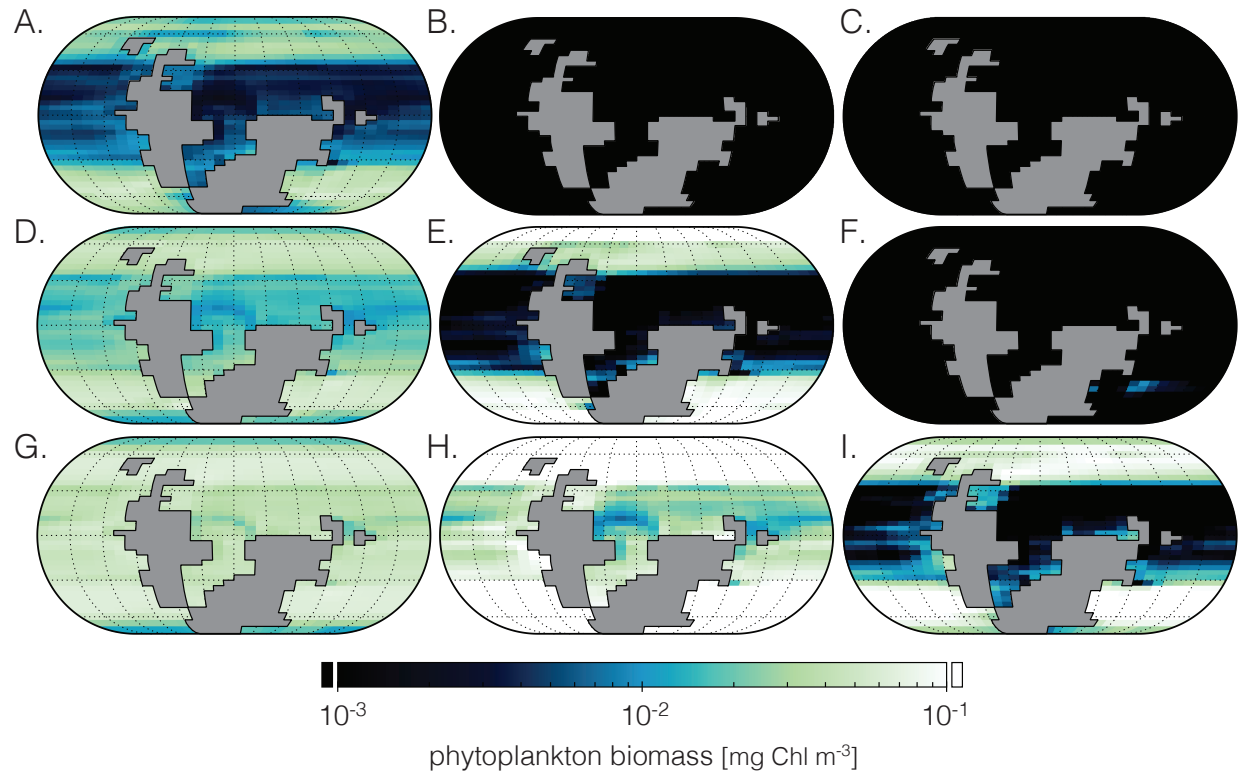 A. B. C.
D. E. F.
G. H. I.
10-3 10-2 10-1
phytoplankton biomass [mg Chl m-3]